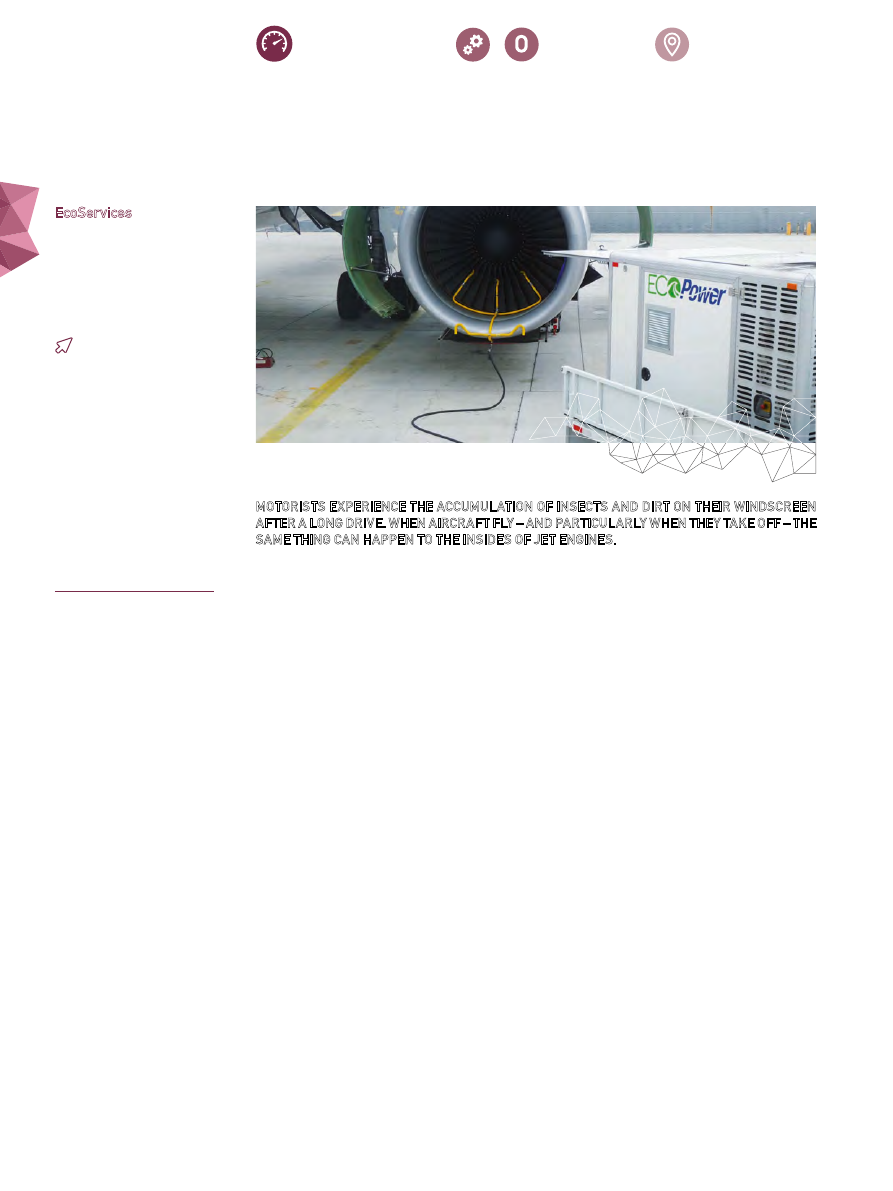 0
EcoServices
ECOPower
MOTORISTS EXPERIENCE THE ACCUMULATION OF INSECTS AND DIRT ON THEIR WINDSCREEN
AFTER A LONG DRIVE. WHEN AIRCRAFT FLY – AND PARTICULARLY WHEN THEY TAKE OFF – THE
SAME THING CAN HAPPEN TO THE INSIDES OF JET ENGINES.